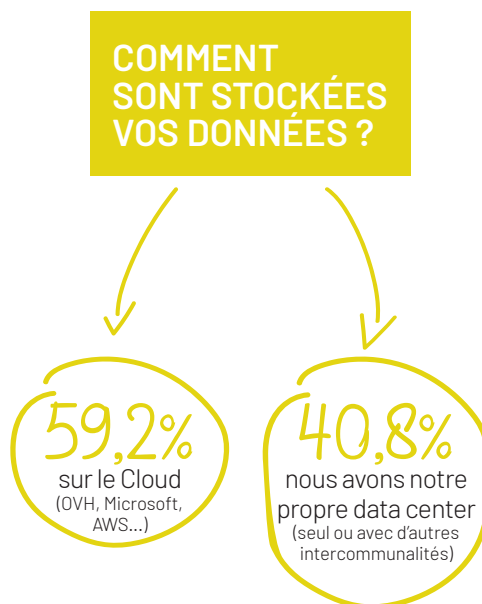 COMMENT
SONT STOCKÉES
VOS DONNÉES ?
59,2%
sur le Cloud
(OVH, Microsoft,
AWS...)
40,8%
nous avons notre
propre data center
(seul ou avec d'autres
intercommunalités)